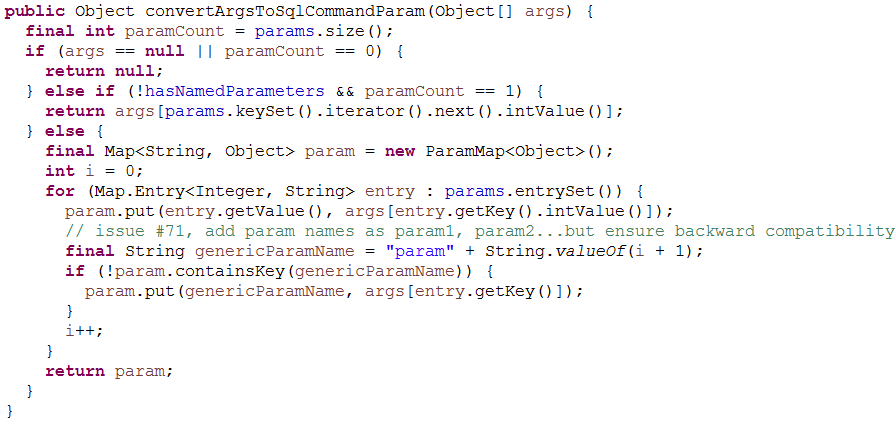 public Object convertArgsToSqlCommandParam(Object[] args) {
  final int paramCount = params.size();
  if (args == null || paramCount == 0) {
    return null;
  } else if (!hasNamedParameters && paramCount == 1) {
    return args[params.keySet().iterator().next().intValue()];
  } else {
    final Map<String, Object> param = new ParamMap<Object>();
    int i = 0;
    for (Map.Entry<Integer, String> entry : params.entrySet()) {
      param.put(entry.getValue(), args[entry.getKey().intValue()]);
      // issue #71, add param names as param1, param2...but ensure backward compatibility
      final String genericParamName = "param" + String.valueOf(i + 1);
      if (!param.containsKey(genericParamName)) {
        param.put(genericParamName, args[entry.getKey()]);
      }
      i++;
    }
    return param;
  }
}